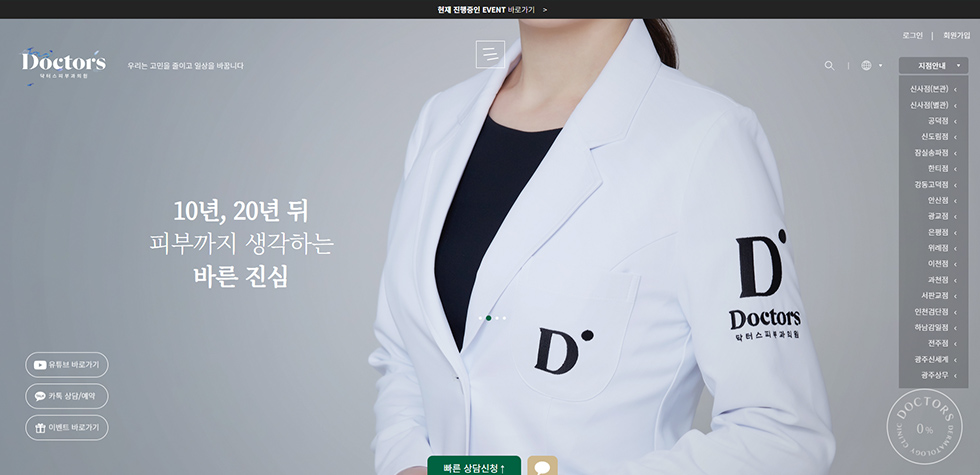 현재 진행중인 EVENT 바로가기 >
로그인 | 회원가입
Doctors
닥터스피부과의원
우리는 고민을 줄이고 일상을 바꿉니다
지점안내
신사점(본관)
신사점(별관)
공덕점
신도림점
잠실송파점
한티점
강동고덕점
안산점
광교점
은평점
위례점
이천점
과천점
서판교점
인천검단점
하남감일점
전주점
광주신세계
광주상무
10년, 20년 뒤
피부까지 생각하는
바른 진심
D
Doctors
닥터스피부과의원
D
유튜브 바로가기
카톡 상담/예약
이벤트 바로가기
DOCTORS DERMATOLOGY CLINIC
0%
빠른 상담신청 ↑